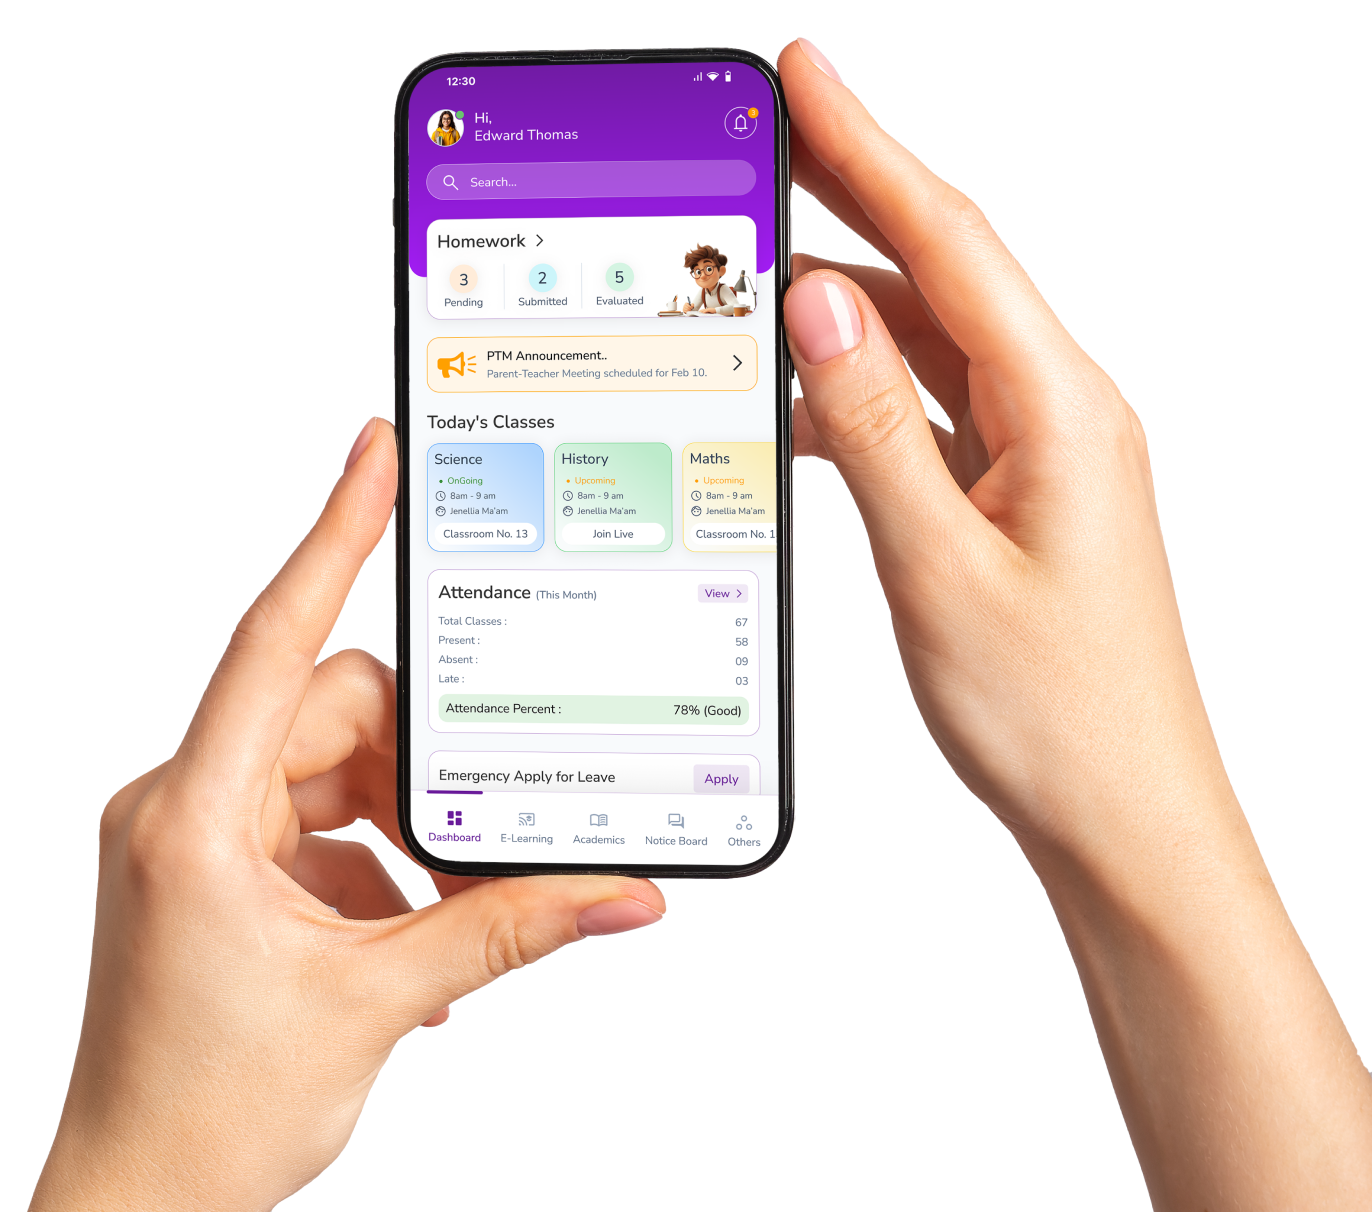 12:30
3
Hi,
Edward Thomas
Search...
Homework
3
2
5
Pending
Submitted
Evaluated
PTM Announcement..
Parent-Teacher Meeting scheduled for Feb 10.
Today's Classes
Science
OnGoing
8am - 9 am
Jenellia Ma'am
Classroom No. 13
History
Upcoming
8am - 9 am
Jenellia Ma'am
Join Live
Maths
Upcoming
8am - 9 am
Jenellia Ma'am
Classroom No. 1
Attendance (This Month)
View
Total Classes : 67
Present : 58
Absent : 09
Late : 03
Attendance Percent : 78% (Good)
Emergency Apply for Leave
Apply
Dashboard
E-Learning
Academics
Notice Board
Others